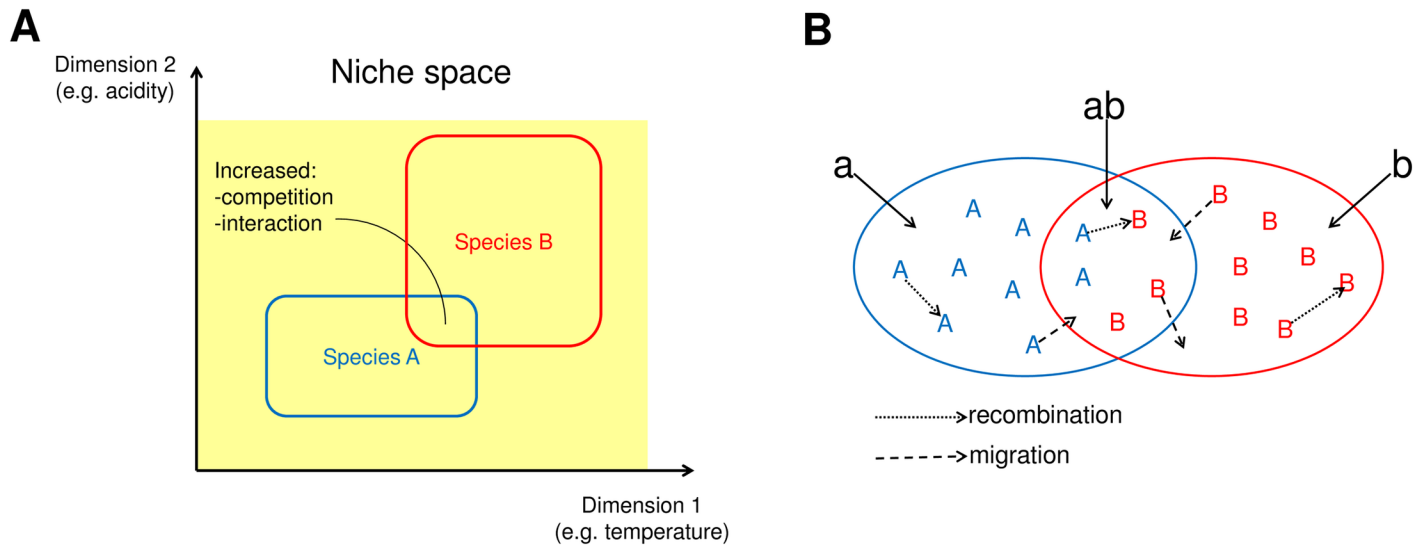 A
Dimension 2
(e.g. acidity)
Niche space
Increased:
-competition
-interaction
Species B
Species A
Dimension 1
(e.g. temperature)
B
ab
a
b
B
A
B
A
A
B
A
B
A
A
B
A
B
A
B
B
A
B
B
B
A
recombination
migration